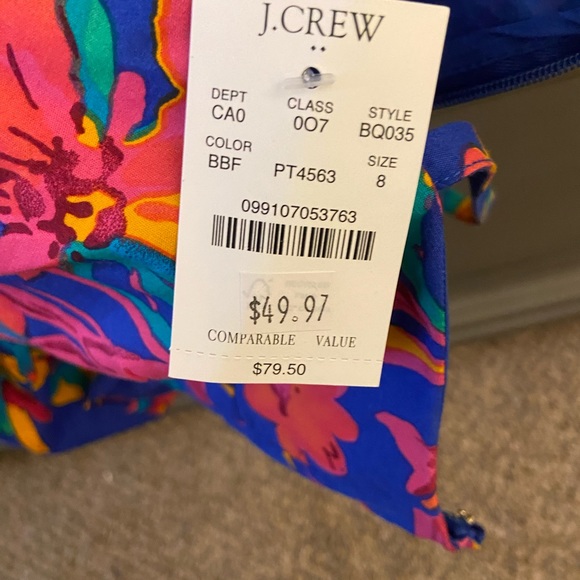 J.CREW
DEPT CLASS STYLE
CA0 0O7 BQ035
COLOR SIZE
BBF PT4563 8
099107053763
$49.97
COMPARABLE VALUE
$79.50